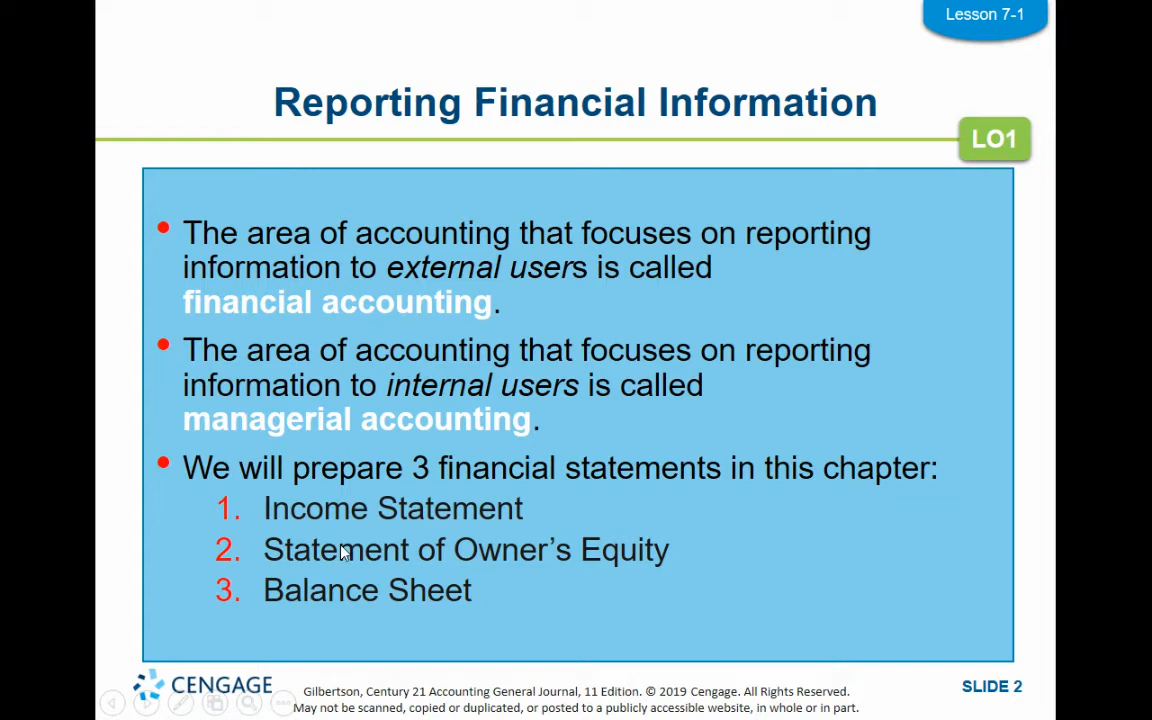 Lesson 7-1
Reporting Financial Information
LO1
• The area of accounting that focuses on reporting
information to external users is called
financial accounting.
• The area of accounting that focuses on reporting
information to internal users is called
managerial accounting.
• We will prepare 3 financial statements in this chapter:
1. Income Statement
2. Statement of Owner’s Equity
3. Balance Sheet
CENGAGE
Gilbertson, Century 21 Accounting General Journal, 11 Edition. © 2019 Cengage. All Rights Reserved.
May not be scanned, copied or duplicated, or posted to a publicly accessible website, in whole or in part.
SLIDE 2